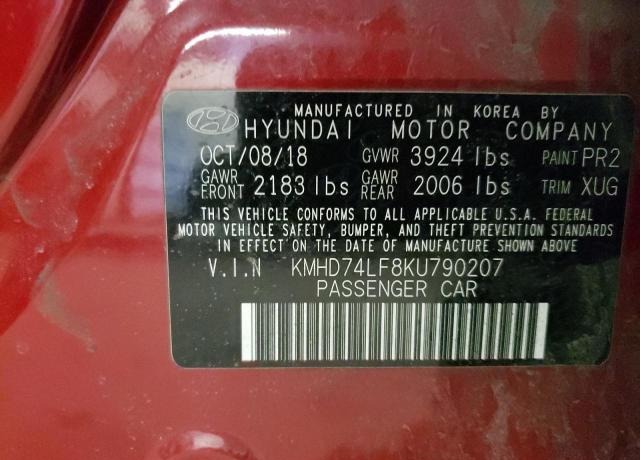 MANUFACTURED IN KOREA BY
HYUNDAI MOTOR COMPANY
OCT/08/18 GVWR 3924 lbs PAINT PR2
GAWR FRONT 2183 lbs GAWR REAR 2006 lbs TRIM XUG
THIS VEHICLE CONFORMS TO ALL APPLICABLE U.S.A. FEDERAL
MOTOR VEHICLE SAFETY, BUMPER, AND THEFT PREVENTION STANDARDS
IN EFFECT ON THE DATE OF MANUFACTURE SHOWN ABOVE
V.I.N KMHD74LF8KU790207
PASSENGER CAR